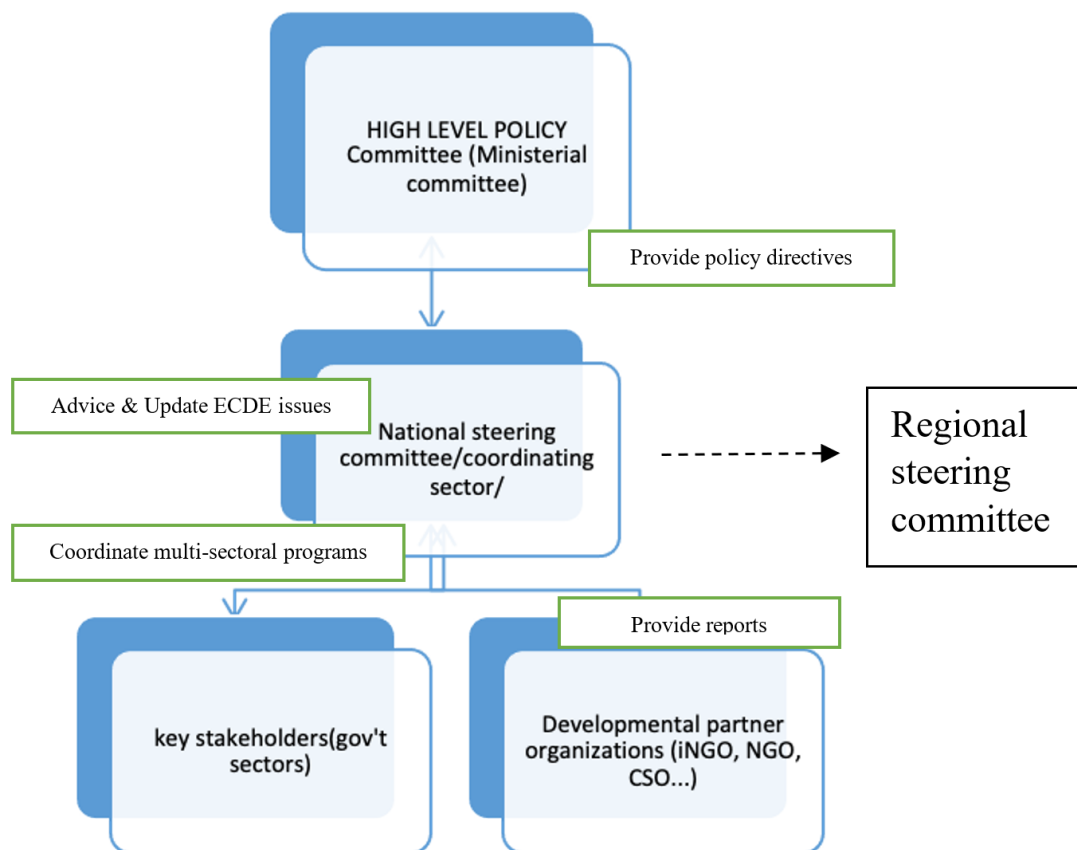 HIGH LEVEL POLICY
Committee (Ministerial
committee)
Provide policy directives
Advice & Update ECDE issues
National steering
committee/coordinating
sector/
Regional
steering
committee
Coordinate multi-sectoral programs
Provide reports
key stakeholders(gov't
sectors)
Developmental partner
organizations (iNGO, NGO,
CSO...)